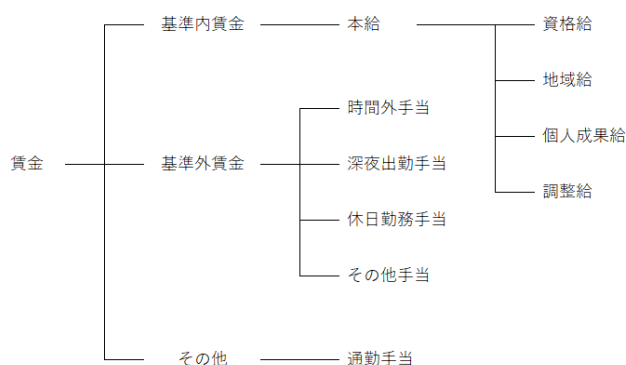 基準内賃金 本給 資格給
地域給
時間外手当
個人成果給
賃金 基準外賃金 深夜出勤手当
調整給
休日勤務手当
その他手当
その他 通勤手当